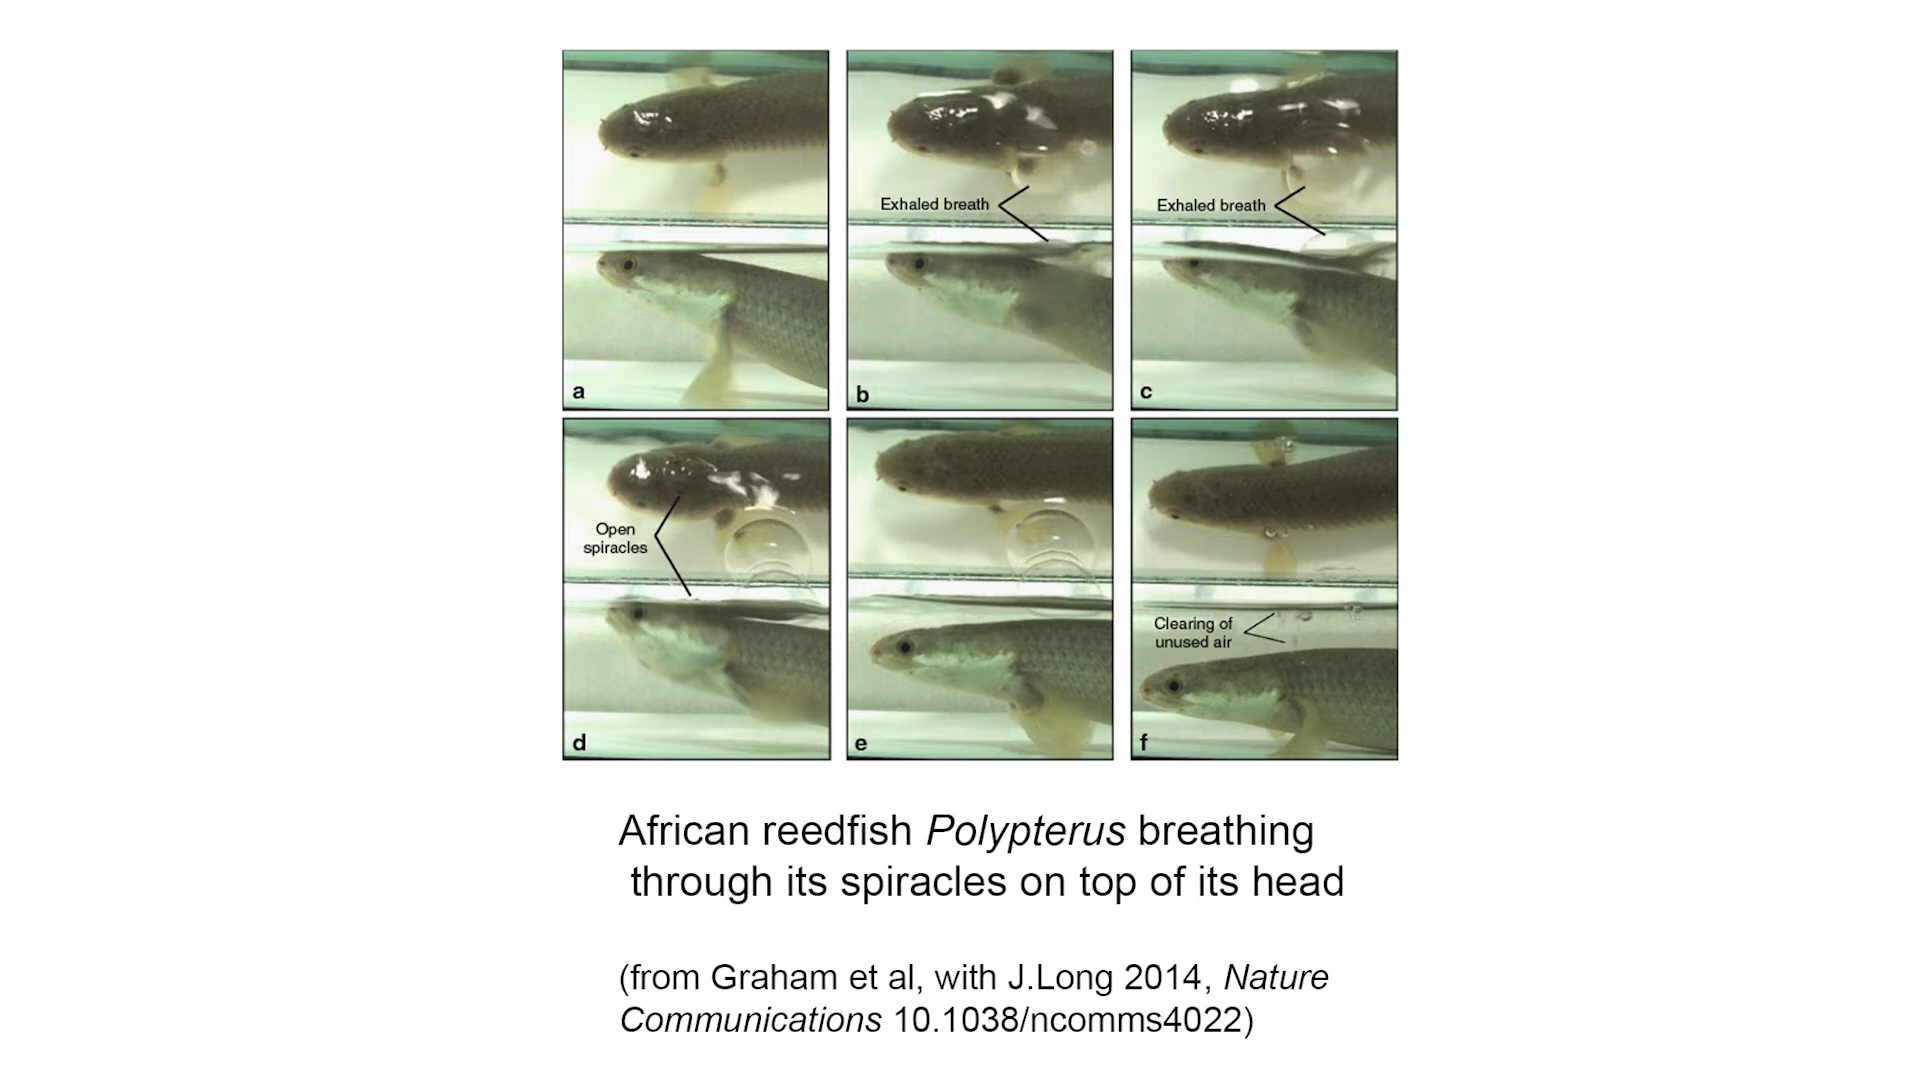 Exhaled breath
Exhaled breath
a
b
c
Open
spiracles
Clearing of
unused air
d
e
f
African reedfish Polypterus breathing
through its spiracles on top of its head
(from Graham et al, with J.Long 2014, Nature
Communications 10.1038/ncomms4022)